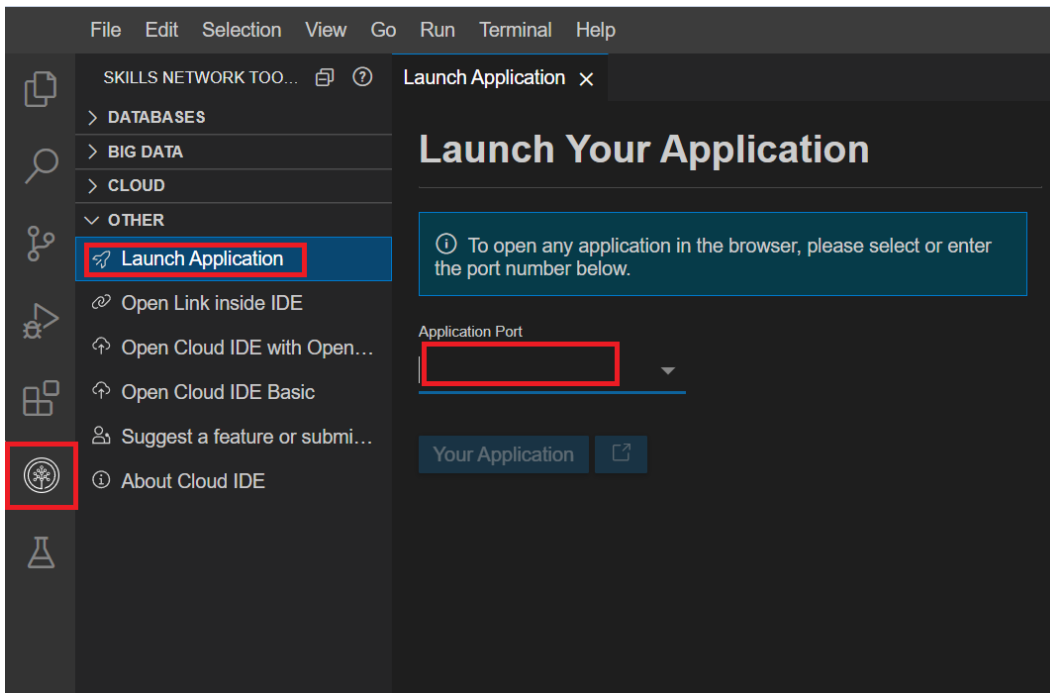 File Edit Selection View Go Run Terminal Help
SKILLS NETWORK TOO...
DATABASES
BIG DATA
CLOUD
OTHER
Launch Application
Open Link inside IDE
Open Cloud IDE with Open...
Open Cloud IDE Basic
Suggest a feature or submi...
About Cloud IDE
Launch Application
Launch Your Application
To open any application in the browser, please select or enter
the port number below.
Application Port
Your Application